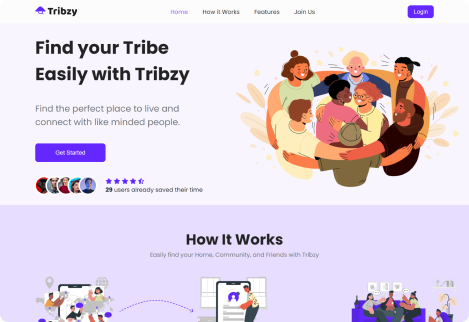 Tribzy
Home
How it Works
Features
Join Us
Login
Find your Tribe
Easily with Tribzy
Find the perfect place to live and
connect with like minded people.
Get Started
29 users already saved their time
How It Works
Easily find your Home, Community, and Friends with Tribzy